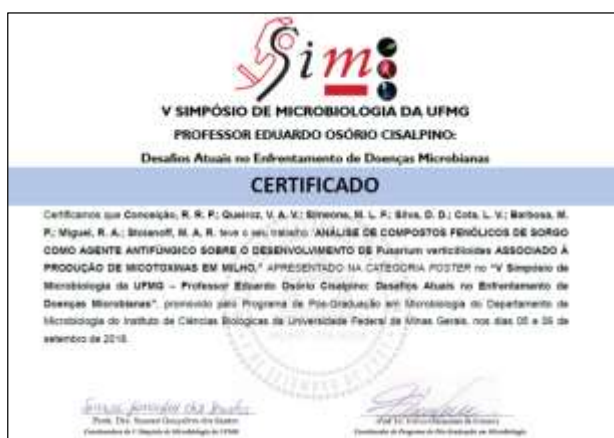 Sim
V SIMPÓSIO DE MICROBIOLOGIA DA UFMG
PROFESSOR EDUARDO OSÓRIO CISALPINO:
Desafios Atuais no Enfrentamento de Doenças Microbianas
CERTIFICADO
Certificamos que Conceição, R. R. P.; Queiroz, V. A. V.; Simeone, M. L. F.; Silva, D. D.; Cota, L. V.; Barbosa, M.
P.; Miguel, R. A.; M. A. R. teve o seu trabalho "ANÁLISE DE COMPOSTOS FENÓLICOS DE SORGO
COMO AGENTE ANTIFÚNGICO SOBRE O DESENVOLVIMENTO DE Fusarium verticillioides ASSOCIADO À
PRODUÇÃO DE MICOTOXINAS EM MILHO," APRESENTADO NA CATEGORIA POSTER no "V Simpósio de
Microbiologia da UFMG – Professor Eduardo Osório Cisalpino: Desafios Atuais no Enfrentamento de
Doenças Microbianas", promovido pelo Programa de Pós-Graduação em Microbiologia do Departamento de
Microbiologia do Instituto de Ciências Biológicas da Universidade Federal de Minas Gerais, nos dias 05 e 06 de
setembro de 2018.